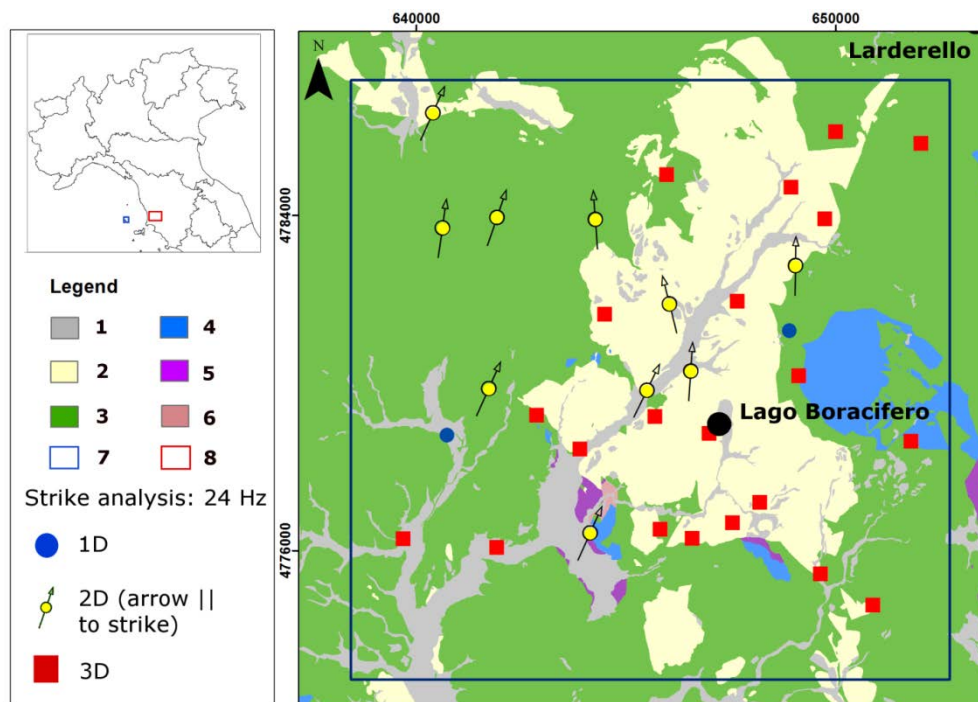 640000
650000
N
Larderello
4784000
Legend
1
4
2
5
3
6
7
8
Lago Boracifero
Strike analysis: 24 Hz
1D
4776000
2D (arrow ||
to strike)
3D